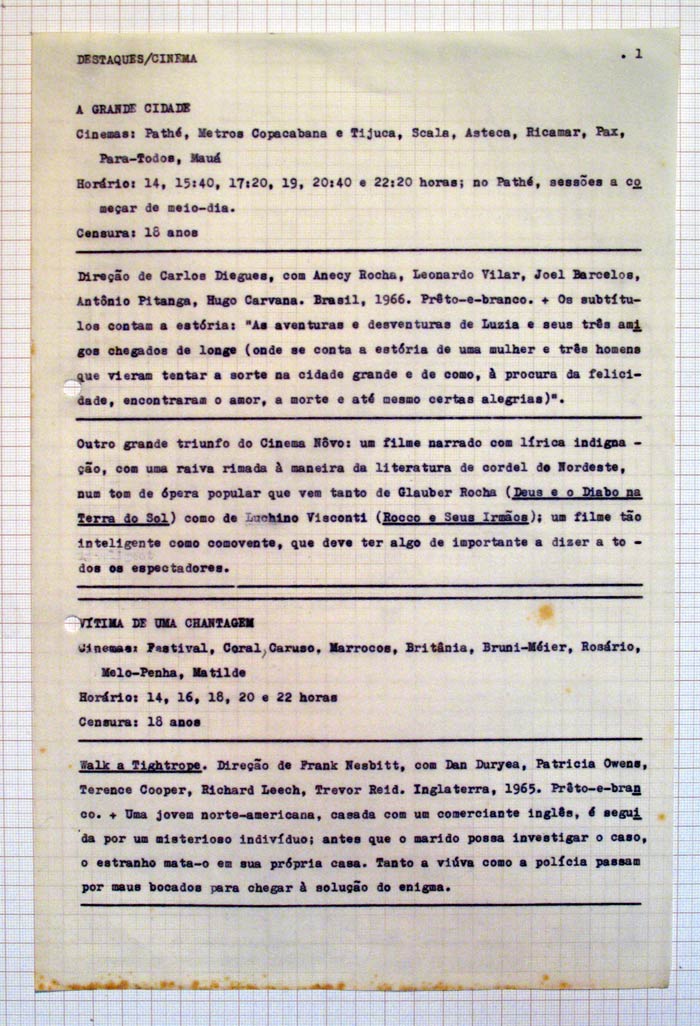 DESTAQUES/CINEMA . 1
A GRANDE CIDADE
Cinemas: Pathé, Metros Copacabana e Tijuca, Scala, Asteca, Ricamar, Pax,
Para-Todos, Mauá
Horário: 14, 15:40, 17:20, 19, 20:40 e 22:20 horas; no Pathé, sessões a co
meçar de meio-dia.
Censura: 18 anos
Direção de Carlos Diegues, com Anecy Rocha, Leonardo Vilar, Joel Barcelos,
Antônio Pitanga, Hugo Carvana. Brasil, 1966. Prêto-e-branco. + Os subtítu-
los contam a estória: "As aventuras e desventuras de Luzia e seus três ami
gos chegados de longe (onde se conta a estória de uma mulher e três homens
que vieram tentar a sorte na cidade grande e de como, à procura da felici-
dade, encontraram o amor, a morte e até mesmo certas alegrias)".
Outro grande triunfo do Cinema Nôvo: um filme narrado com lírica indigna -
ção, com uma raiva rimada à maneira da literatura de cordel do Nordeste,
num tom de ópera popular que vem tanto de Glauber Rocha (Deus e o Diabo na
Terra do Sol) como de Luchino Visconti (Rocco e Seus Irmãos); um filme tão
inteligente como comovente, que deve ter algo de importante a dizer a to -
dos os espectadores.
VÍTIMA DE UMA CHANTAGEM
Cinemas: Festival, Coral, Caruso, Marrocos, Britânia, Bruni-Méier, Rosário,
Melo-Penha, Matilde
Horário: 14, 16, 18, 20 e 22 horas
Censura: 18 anos
Walk a Tightrope. Direção de Frank Nesbitt, com Dan Duryea, Patricia Owens,
Terence Cooper, Richard Leech, Trevor Reid. Inglaterra, 1965. Prêto-e-bran
co. + Uma jovem norte-americana, casada com um comerciante inglês, é segui
da por um misterioso indivíduo; antes que o marido possa investigar o caso,
o estranho mata-o em sua própria casa. Tanto a viúva como a polícia passam
por maus bocados para chegar à solução do enigma.